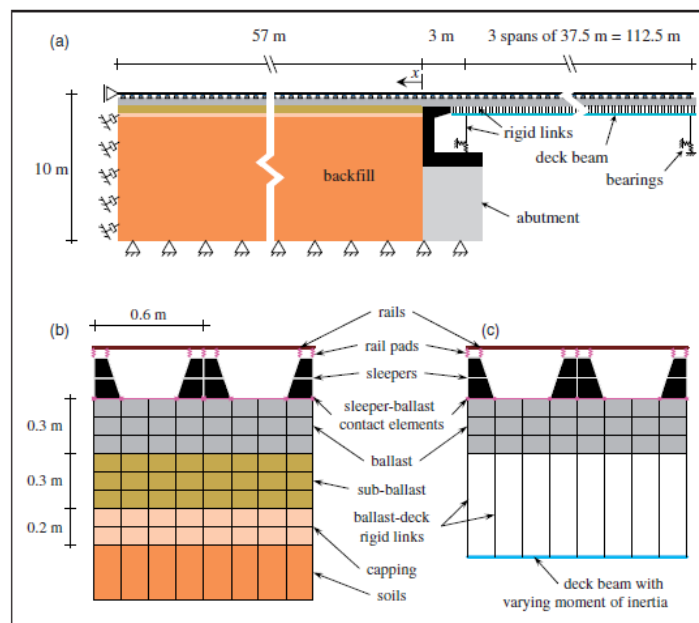 (a)
57 m
3 m
3 spans of 37.5 m = 112.5 m
x
rigid links
deck beam
bearings
10 m
backfill
abutment
(b)
0.6 m
rails
(c)
rail pads
sleepers
sleeper-ballast
contact elements
0.3 m
ballast
0.3 m
sub-ballast
ballast-deck
rigid links
0.2 m
capping
soils
deck beam with
varying moment of inertia